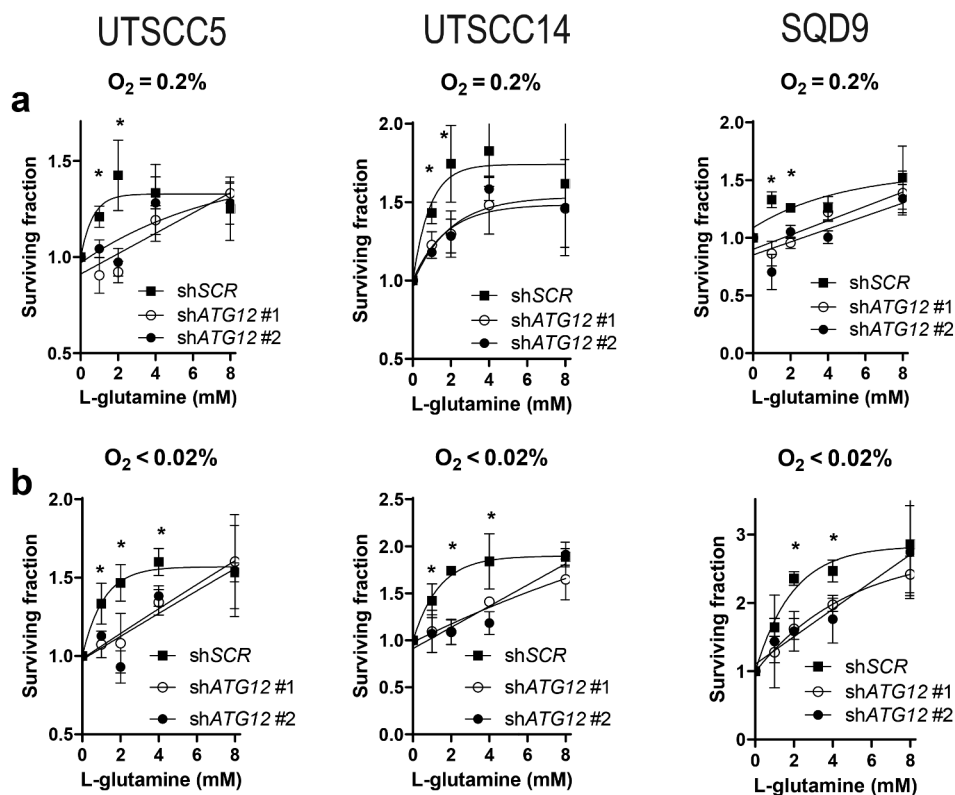 UTSCC5 UTSCC14 SQD9
a
O2 = 0.2% O2 = 0.2% O2 = 0.2%
Surviving fraction
1.5
1.0
0.5
*
*
shSCR
shATG12 #1
shATG12 #2
0 2 4 6 8
L-glutamine (mM)
Surviving fraction
2.0
1.5
1.0
0.5
*
*
shSCR
shATG12 #1
shATG12 #2
0 2 4 6 8
L-glutamine (mM)
Surviving fraction
2.0
1.5
1.0
0.5
0.0
* *
shSCR
shATG12 #1
shATG12 #2
0 2 4 6 8
L-glutamine (mM)
b
O2 < 0.02% O2 < 0.02% O2 < 0.02%
Surviving fraction
2.0
1.5
1.0
0.5
* * *
shSCR
shATG12 #1
shATG12 #2
0 2 4 6 8
L-glutamine (mM)
Surviving fraction
2.5
2.0
1.5
1.0
0.5
0.0
* * *
shSCR
shATG12 #1
shATG12 #2
0 2 4 6 8
L-glutamine (mM)
Surviving fraction
3
2
1
0
* *
shSCR
shATG12 #1
shATG12 #2
0 2 4 6 8
L-glutamine (mM)